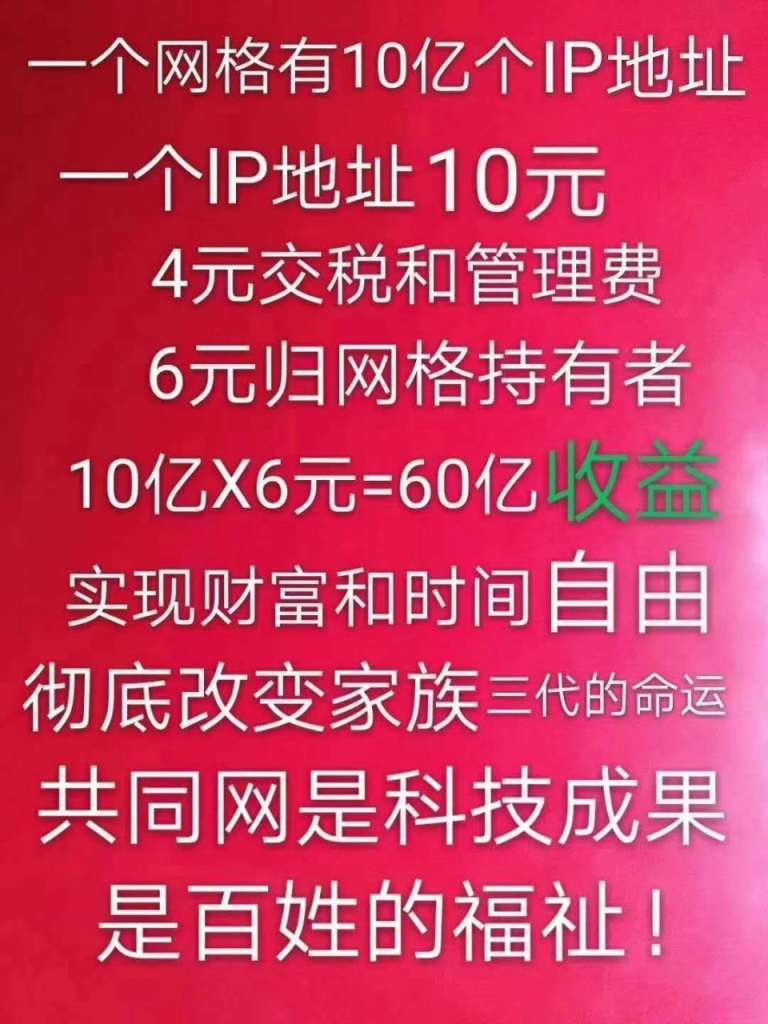 一个网格有10亿个IP地址
一个IP地址10元
4元交税和管理费
6元归网格持有者
10亿X6元=60亿收益
实现财富和时间自由
彻底改变家族三代的命运
共同网是科技成果
是百姓的福祉！